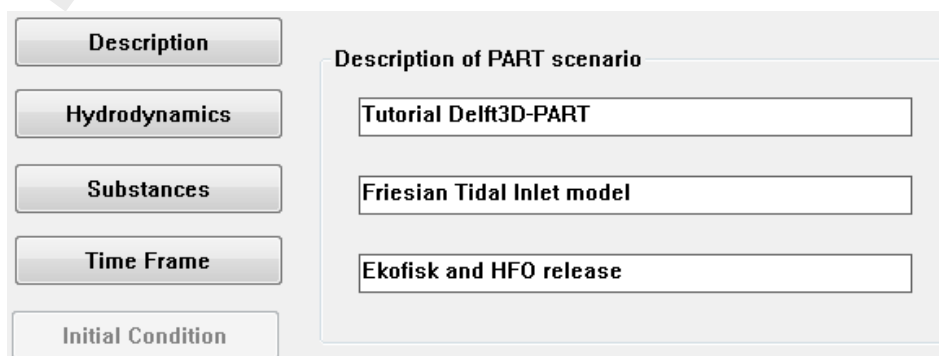 Description
Hydrodynamics
Substances
Time Frame
Initial Condition
Description of PART scenario
Tutorial Delft3D-PART
Friesian Tidal Inlet model
Ekofisk and HFO release